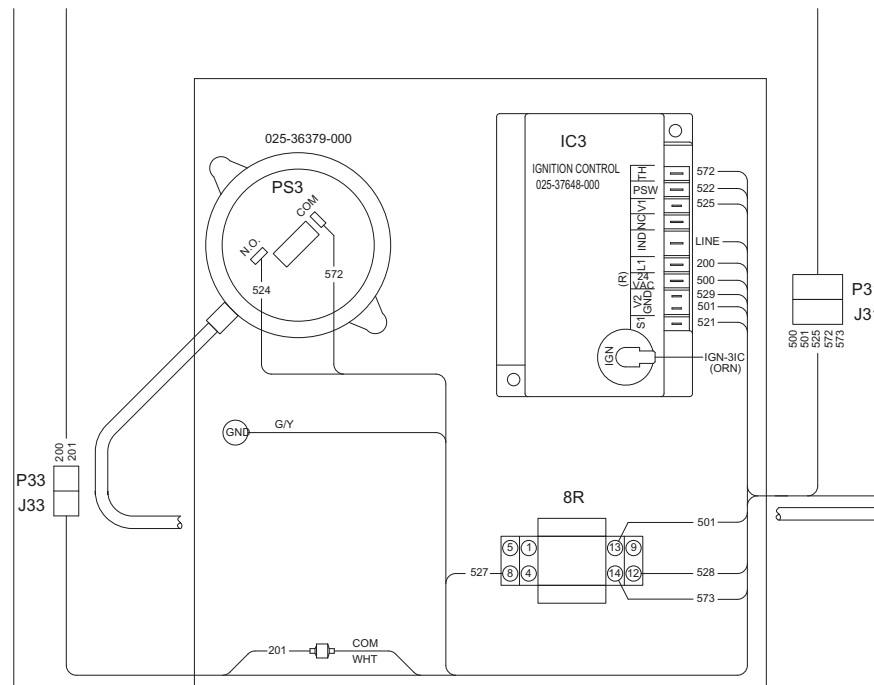 025-36379-000
PS3
COM
N.O.
524
572
IC3
IGNITION CONTROL
025-37648-000
TH
PSW
V1
NC
IND
L1
(R)
24
VAC
V2
GND
S1
IGN
572
522
525
LINE
200
500
529
501
521
IGN-3IC
(ORN)
P3
J31
500
501
525
572
573
200
201
P33
J33
GND
G/Y
8R
5
1
13
9
8
4
14
12
501
527
528
573
201
COM
WHT